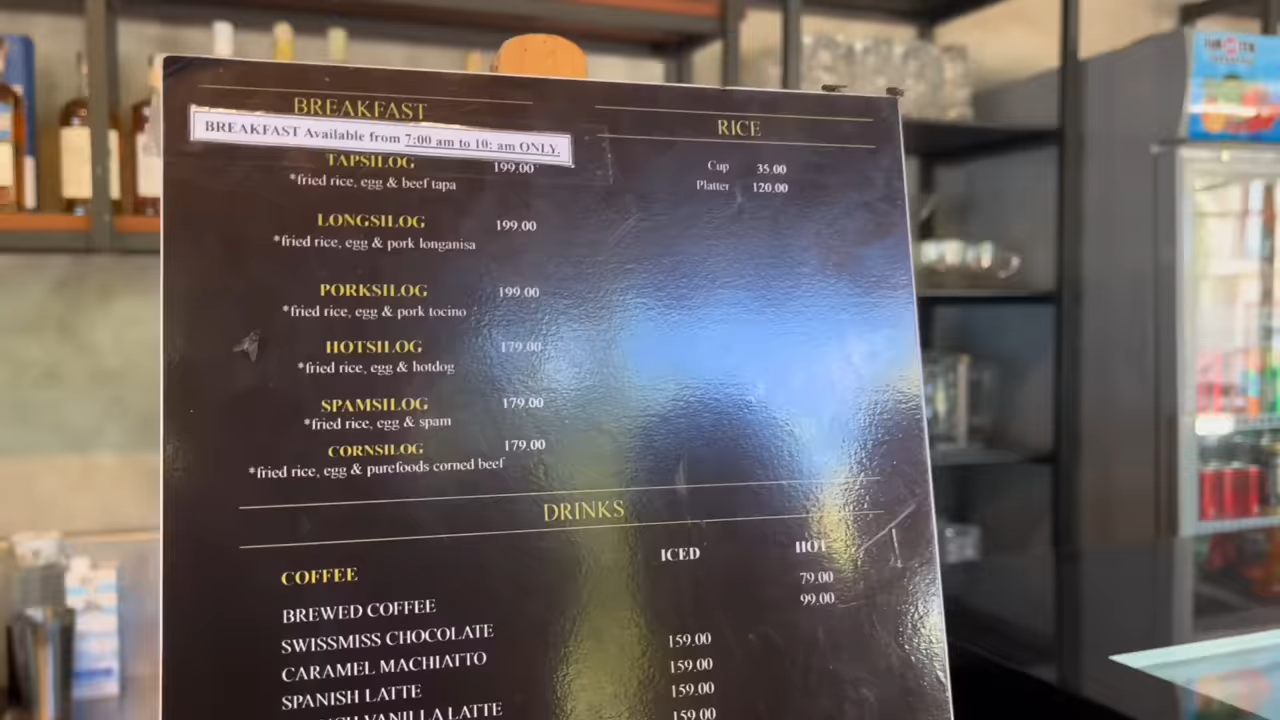 BREAKFAST
BREAKFAST Available from 7:00 am to 10: am ONLY.
TAPSILOG 199.00
*fried rice, egg & beef tapa
LONGSILOG 199.00
*fried rice, egg & pork longanisa
PORKSILOG 199.00
*fried rice, egg & pork tocino
HOTSILOG 179.00
*fried rice, egg & hotdog
SPAMSILOG 179.00
*fried rice, egg & spam
CORNSILOG 179.00
*fried rice, egg & purefoods corned beef
RICE
Cup 35.00
Platter 120.00
DRINKS
COFFEE ICED HOT
BREWED COFFEE 79.00
SWISSMISS CHOCOLATE 99.00
CARAMEL MACHIATTO 159.00
SPANISH LATTE 159.00
VANILLA LATTE 159.00
159.00